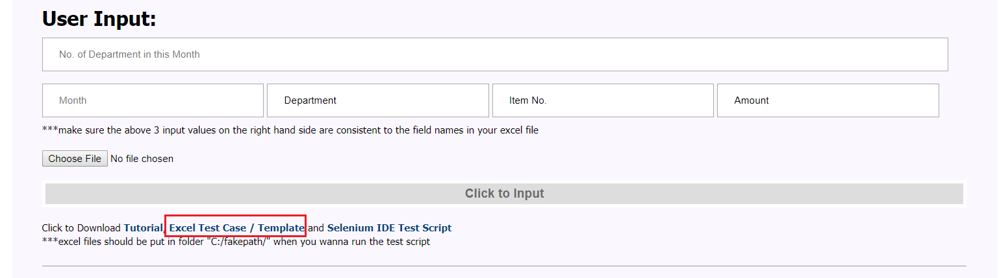 User Input:
No. of Department in this Month
Month Department Item No. Amount
***make sure the above 3 input values on the right hand side are consistent to the field names in your excel file
Choose File No file chosen
Click to Input
Click to Download Tutorial, Excel Test Case / Template and Selenium IDE Test Script
***excel files should be put in folder "C:/fakepath/" when you wanna run the test script